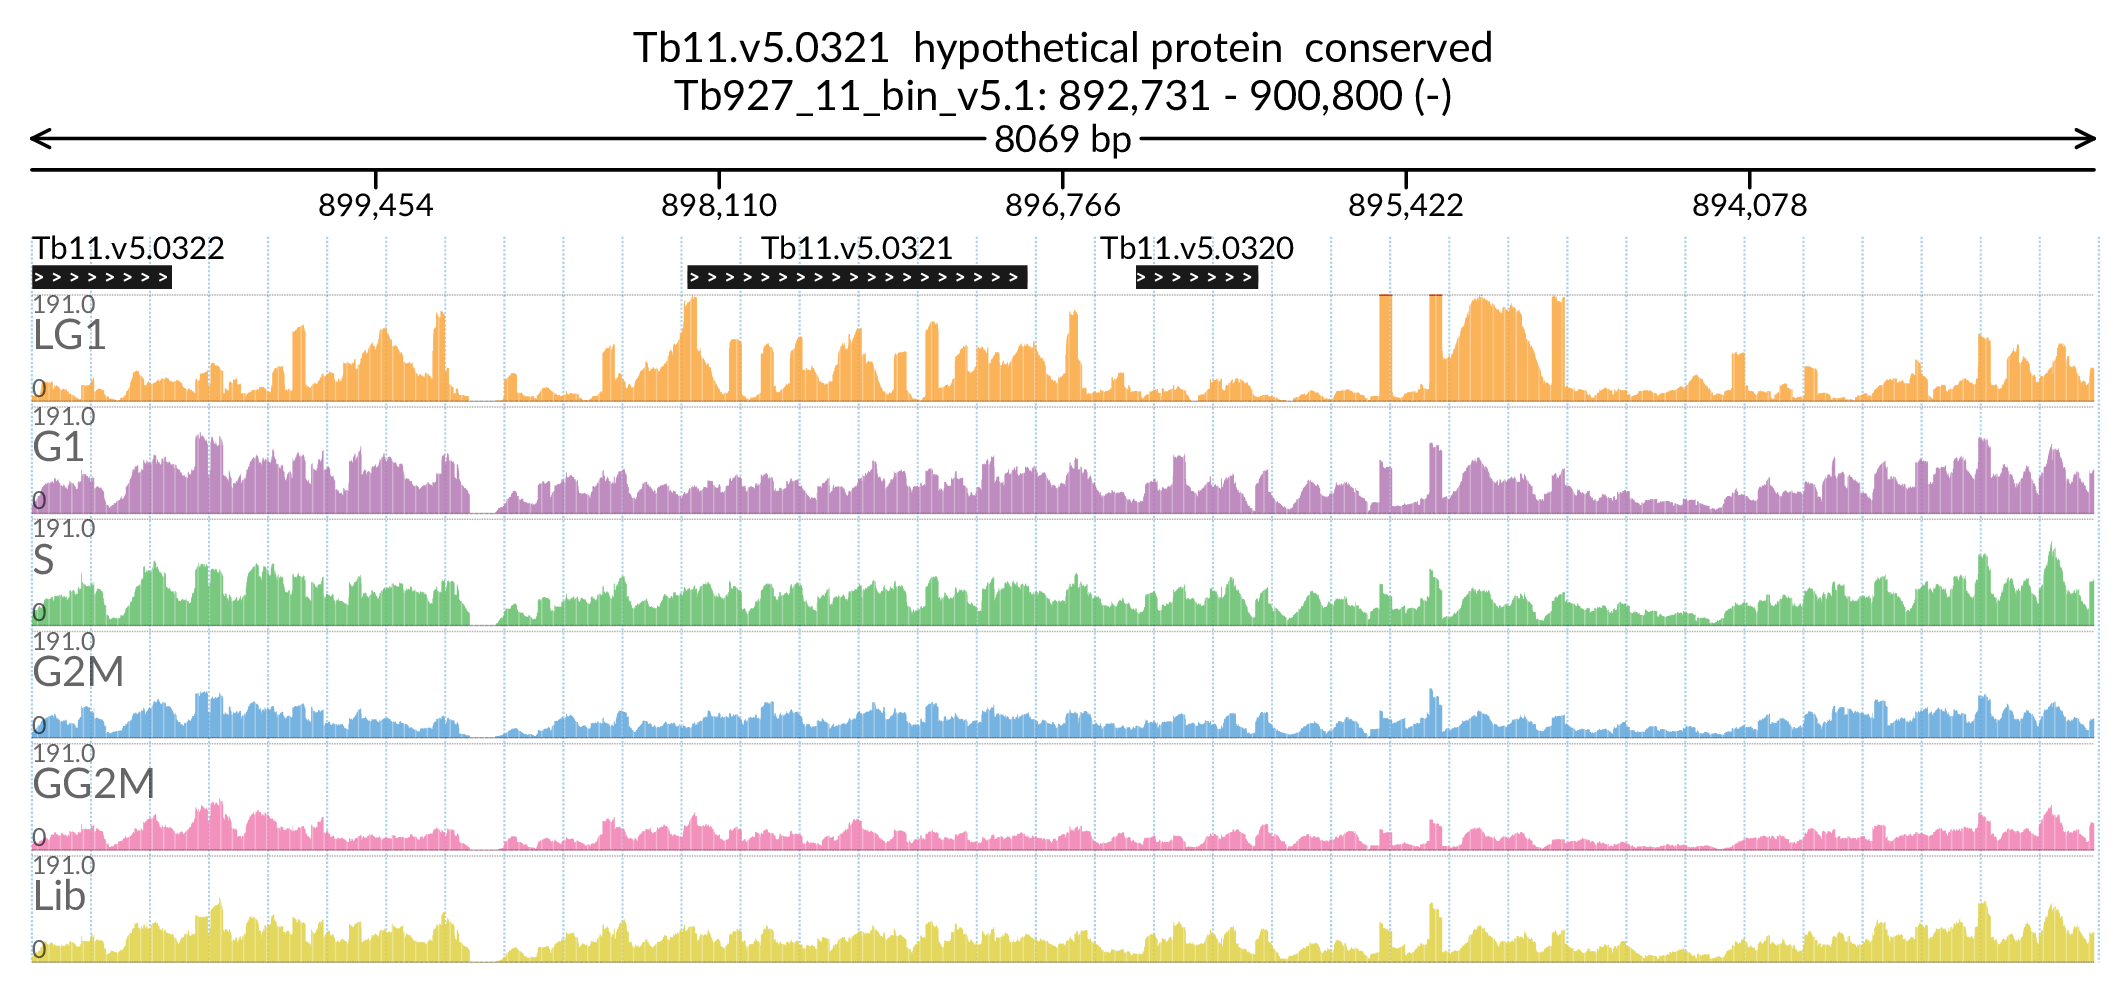 Tb11.v5.0321  hypothetical protein  conserved
Tb927_11_bin_v5.1: 892,731 - 900,800 (-)
8069 bp
899,454 898,110 896,766 895,422 894,078
Tb11.v5.0322 Tb11.v5.0321 Tb11.v5.0320
191.0
LG1
0
191.0
G1
0
191.0
S
0
191.0
G2M
0
191.0
GG2M
0
191.0
Lib
0